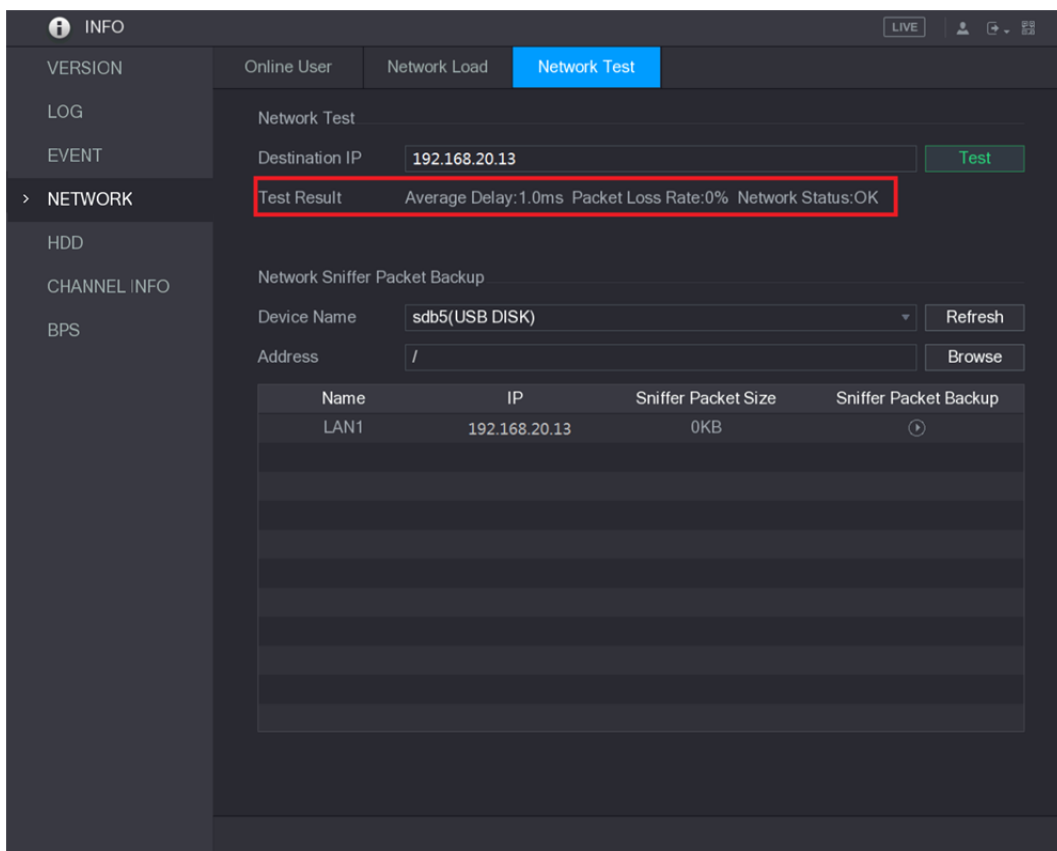 INFO LIVE
VERSION
LOG
EVENT
> NETWORK
HDD
CHANNEL INFO
BPS
Online User Network Load Network Test
Network Test
Destination IP 192.168.20.13 Test
Test Result Average Delay:1.0ms Packet Loss Rate:0% Network Status:OK
Network Sniffer Packet Backup
Device Name sdb5(USB DISK) Refresh
Address / Browse
Name IP Sniffer Packet Size Sniffer Packet Backup
LAN1 192.168.20.13 0KB